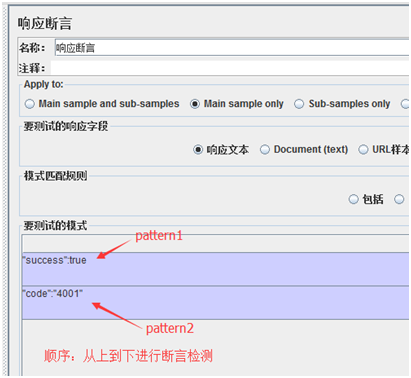 响应断言
名称： 响应断言
注释：
Apply to:
Main sample and sub-samples Main sample only Sub-samples only
要测试的响应字段
响应文本 Document (text) URL样本
模式匹配规则
包括
要测试的模式
pattern1
"success":true
"code":"4001"
pattern2
顺序：从上到下进行断言检测